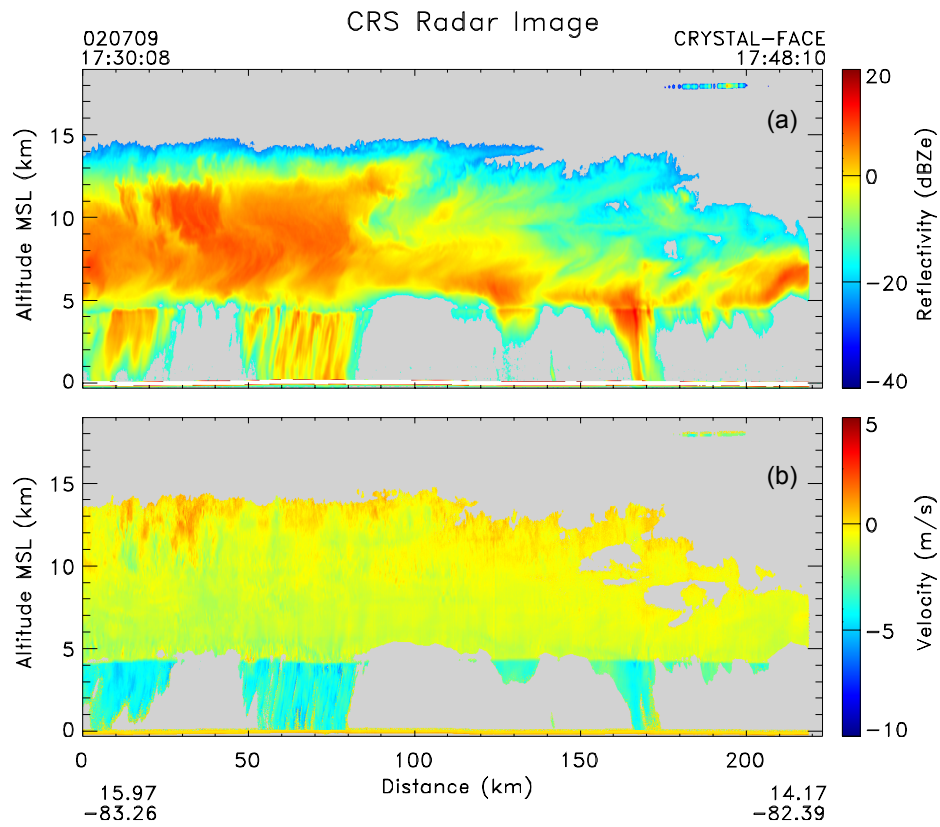 CRS Radar Image
020709 CRYSTAL-FACE
17:30:08 17:48:10
(a)
Altitude MSL (km)
15
10
5
0
20
0
-20
-40
Reflectivity (dBZe)
(b)
Altitude MSL (km)
15
10
5
0
5
0
-5
-10
Velocity (m/s)
0 50 100 150 200
Distance (km)
15.97 14.17
-83.26 -82.39